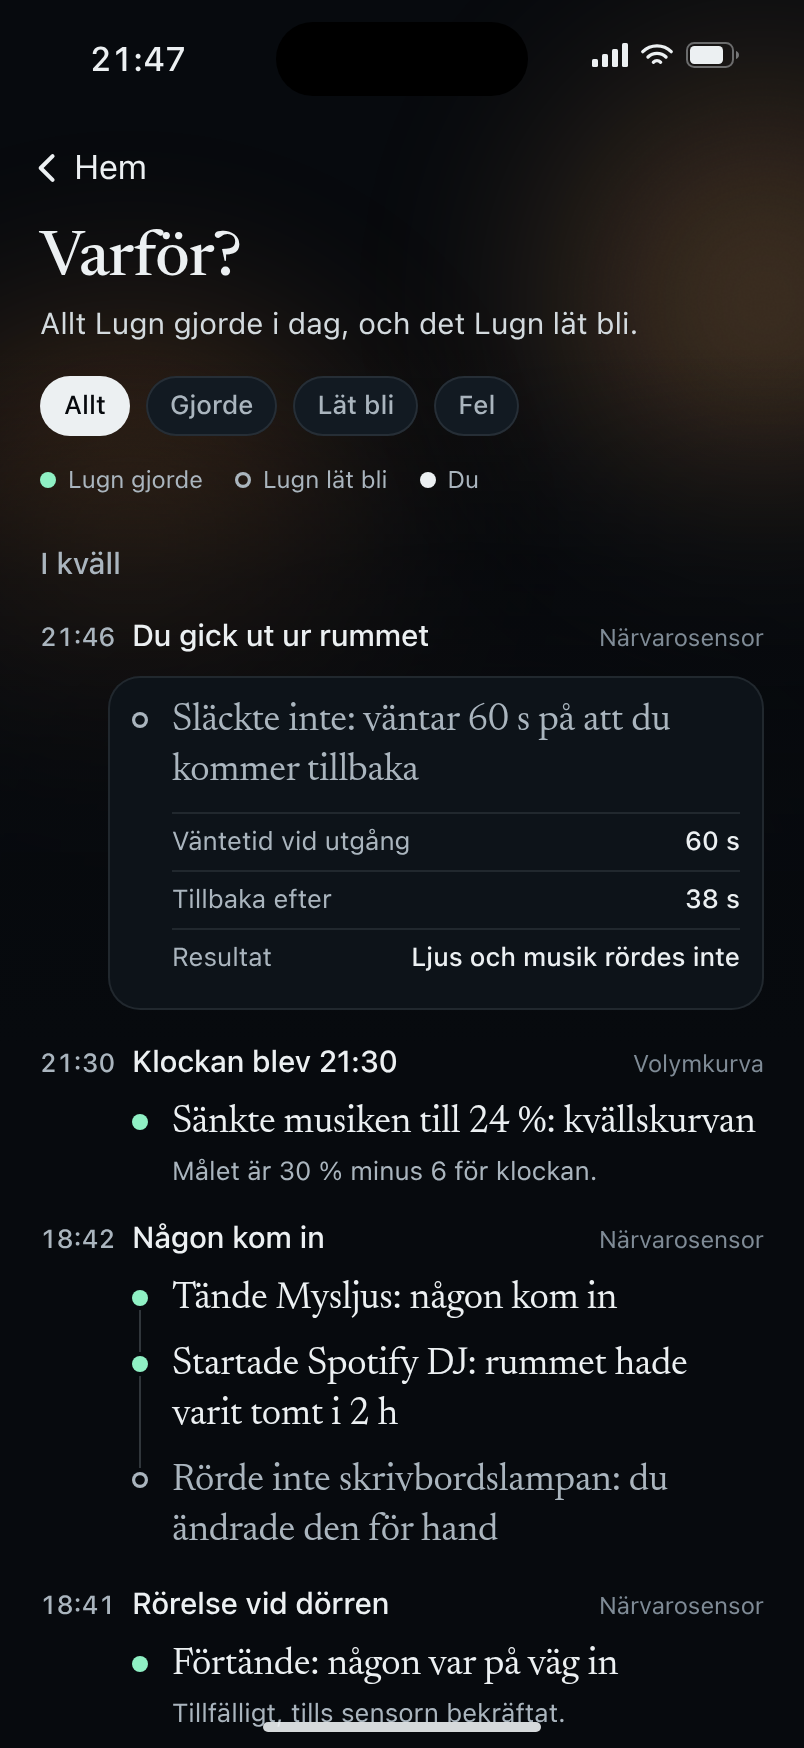 21:47
Hem
Varför?
Allt Lugn gjorde i dag, och det Lugn lät bli.
Allt Gjorde Lät bli Fel
Lugn gjorde Lugn lät bli Du
I kväll
21:46 Du gick ut ur rummet Närvarosensor
Släckte inte: väntar 60 s på att du
kommer tillbaka
Väntetid vid utgång 60 s
Tillbaka efter 38 s
Resultat Ljus och musik rördes inte
21:30 Klockan blev 21:30 Volymkurva
Sänkte musiken till 24 %: kvällskurvan
Målet är 30 % minus 6 för klockan.
18:42 Någon kom in Närvarosensor
Tände Mysljus: någon kom in
Startade Spotify DJ: rummet hade
varit tomt i 2 h
Rörde inte skrivbordslampan: du
ändrade den för hand
18:41 Rörelse vid dörren Närvarosensor
Förtände: någon var på väg in
Tillfälligt, tills sensorn bekräftat.